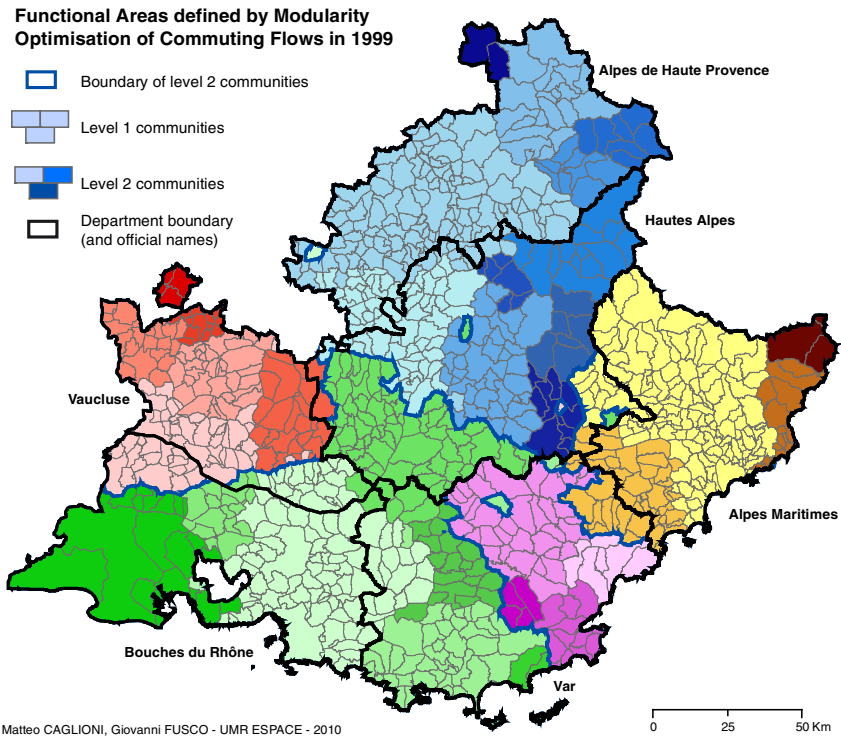 Functional Areas defined by Modularity
Optimisation of Commuting Flows in 1999
Boundary of level 2 communities
Level 1 communities
Level 2 communities
Department boundary
(and official names)
Alpes de Haute Provence
Hautes Alpes
Vaucluse
Alpes Maritimes
Bouches du Rhône
Var
Matteo CAGLIONI, Giovanni FUSCO - UMR ESPACE - 2010
0 25 50 Km